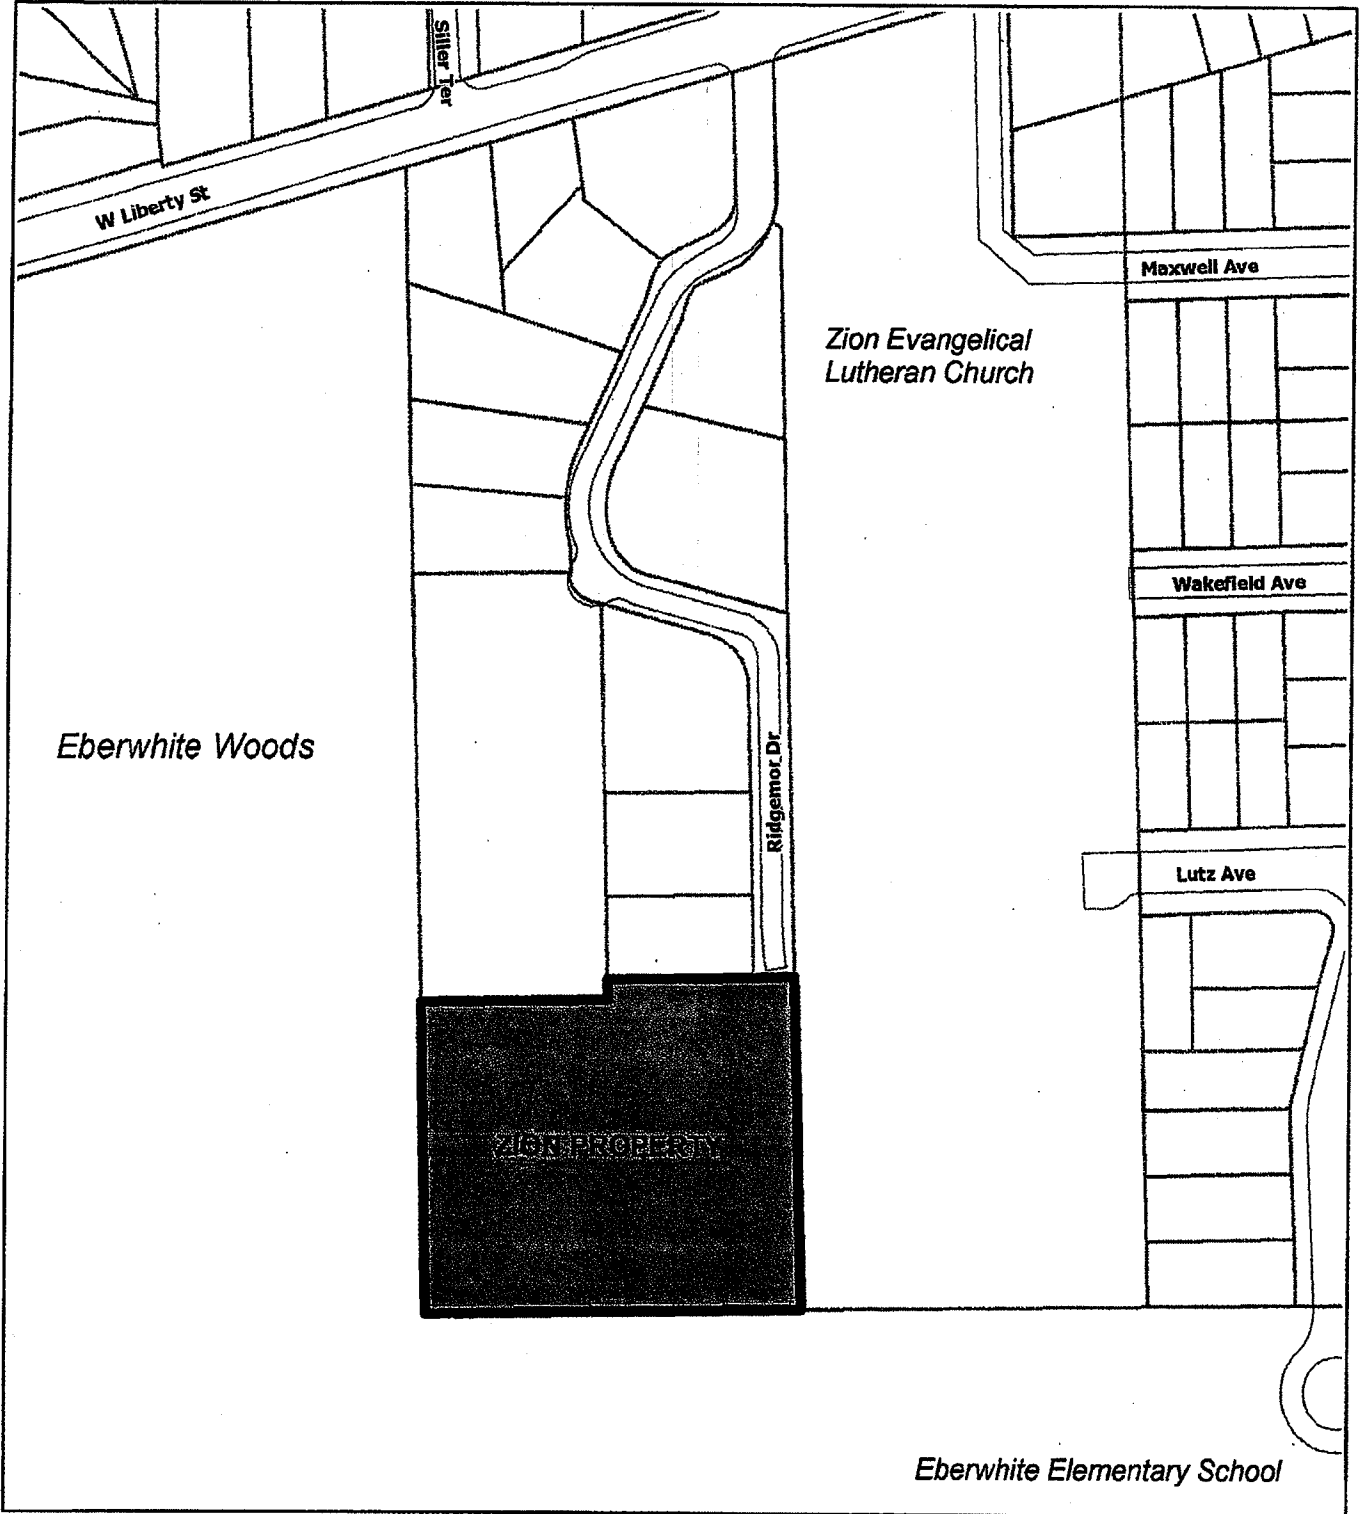 Siller Ter
W Liberty St
Maxwell Ave
Zion Evangelical
Lutheran Church
Wakefield Ave
Eberwhite Woods
Ridgemor Dr
Lutz Ave
ZION PROPERTY
Eberwhite Elementary School